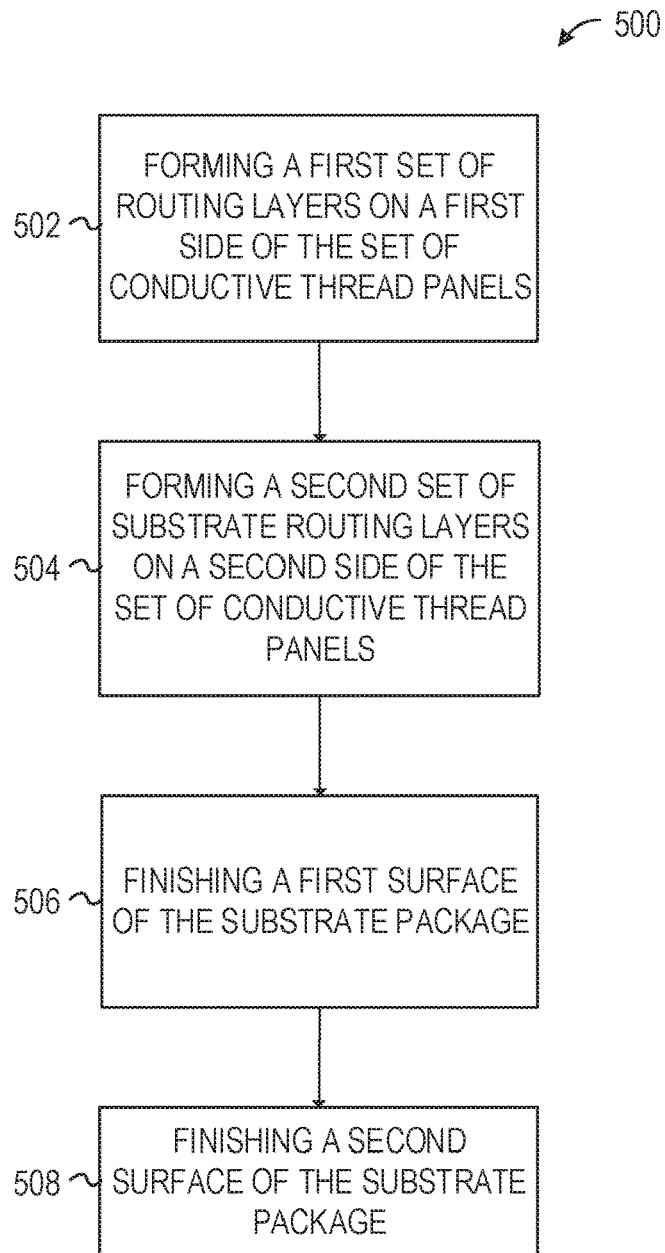 500
FORMING A FIRST SET OF
ROUTING LAYERS ON A FIRST
SIDE OF THE SET OF
CONDUCTIVE THREAD PANELS
502
FORMING A SECOND SET OF
SUBSTRATE ROUTING LAYERS
ON A SECOND SIDE OF THE
SET OF CONDUCTIVE THREAD
PANELS
504
FINISHING A FIRST SURFACE
OF THE SUBSTRATE PACKAGE
506
FINISHING A SECOND
SURFACE OF THE SUBSTRATE
PACKAGE
508